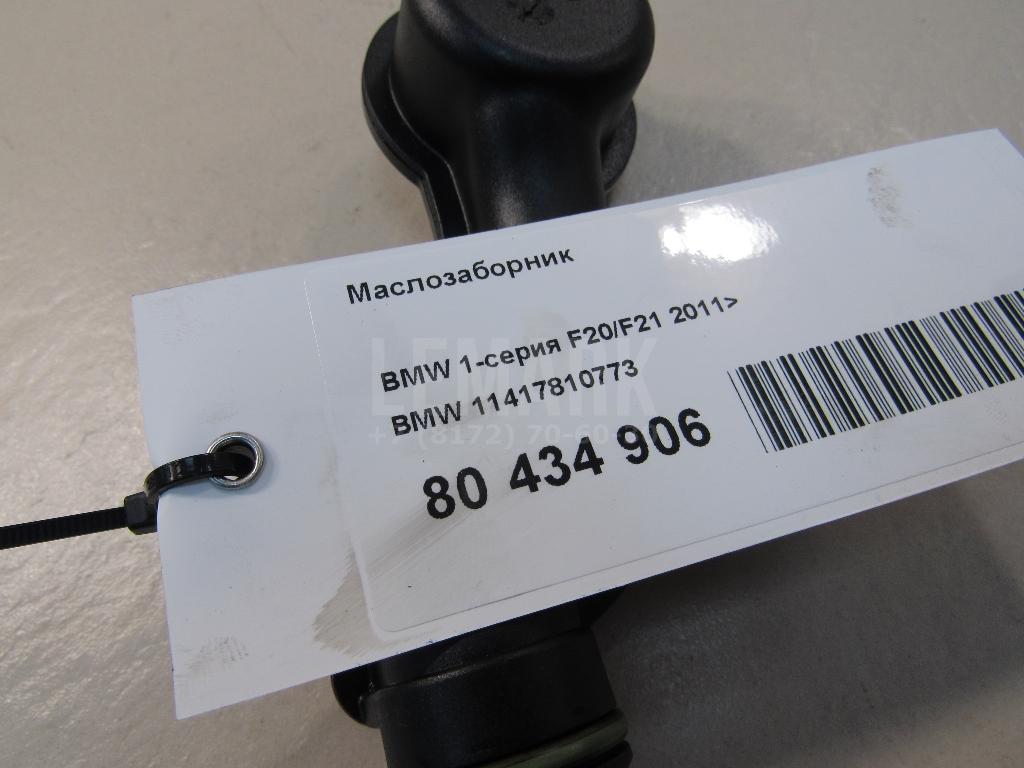 Маслозаборник
BMW 1-серия F20/F21 2011>
BMW 11417810773
80 434 906